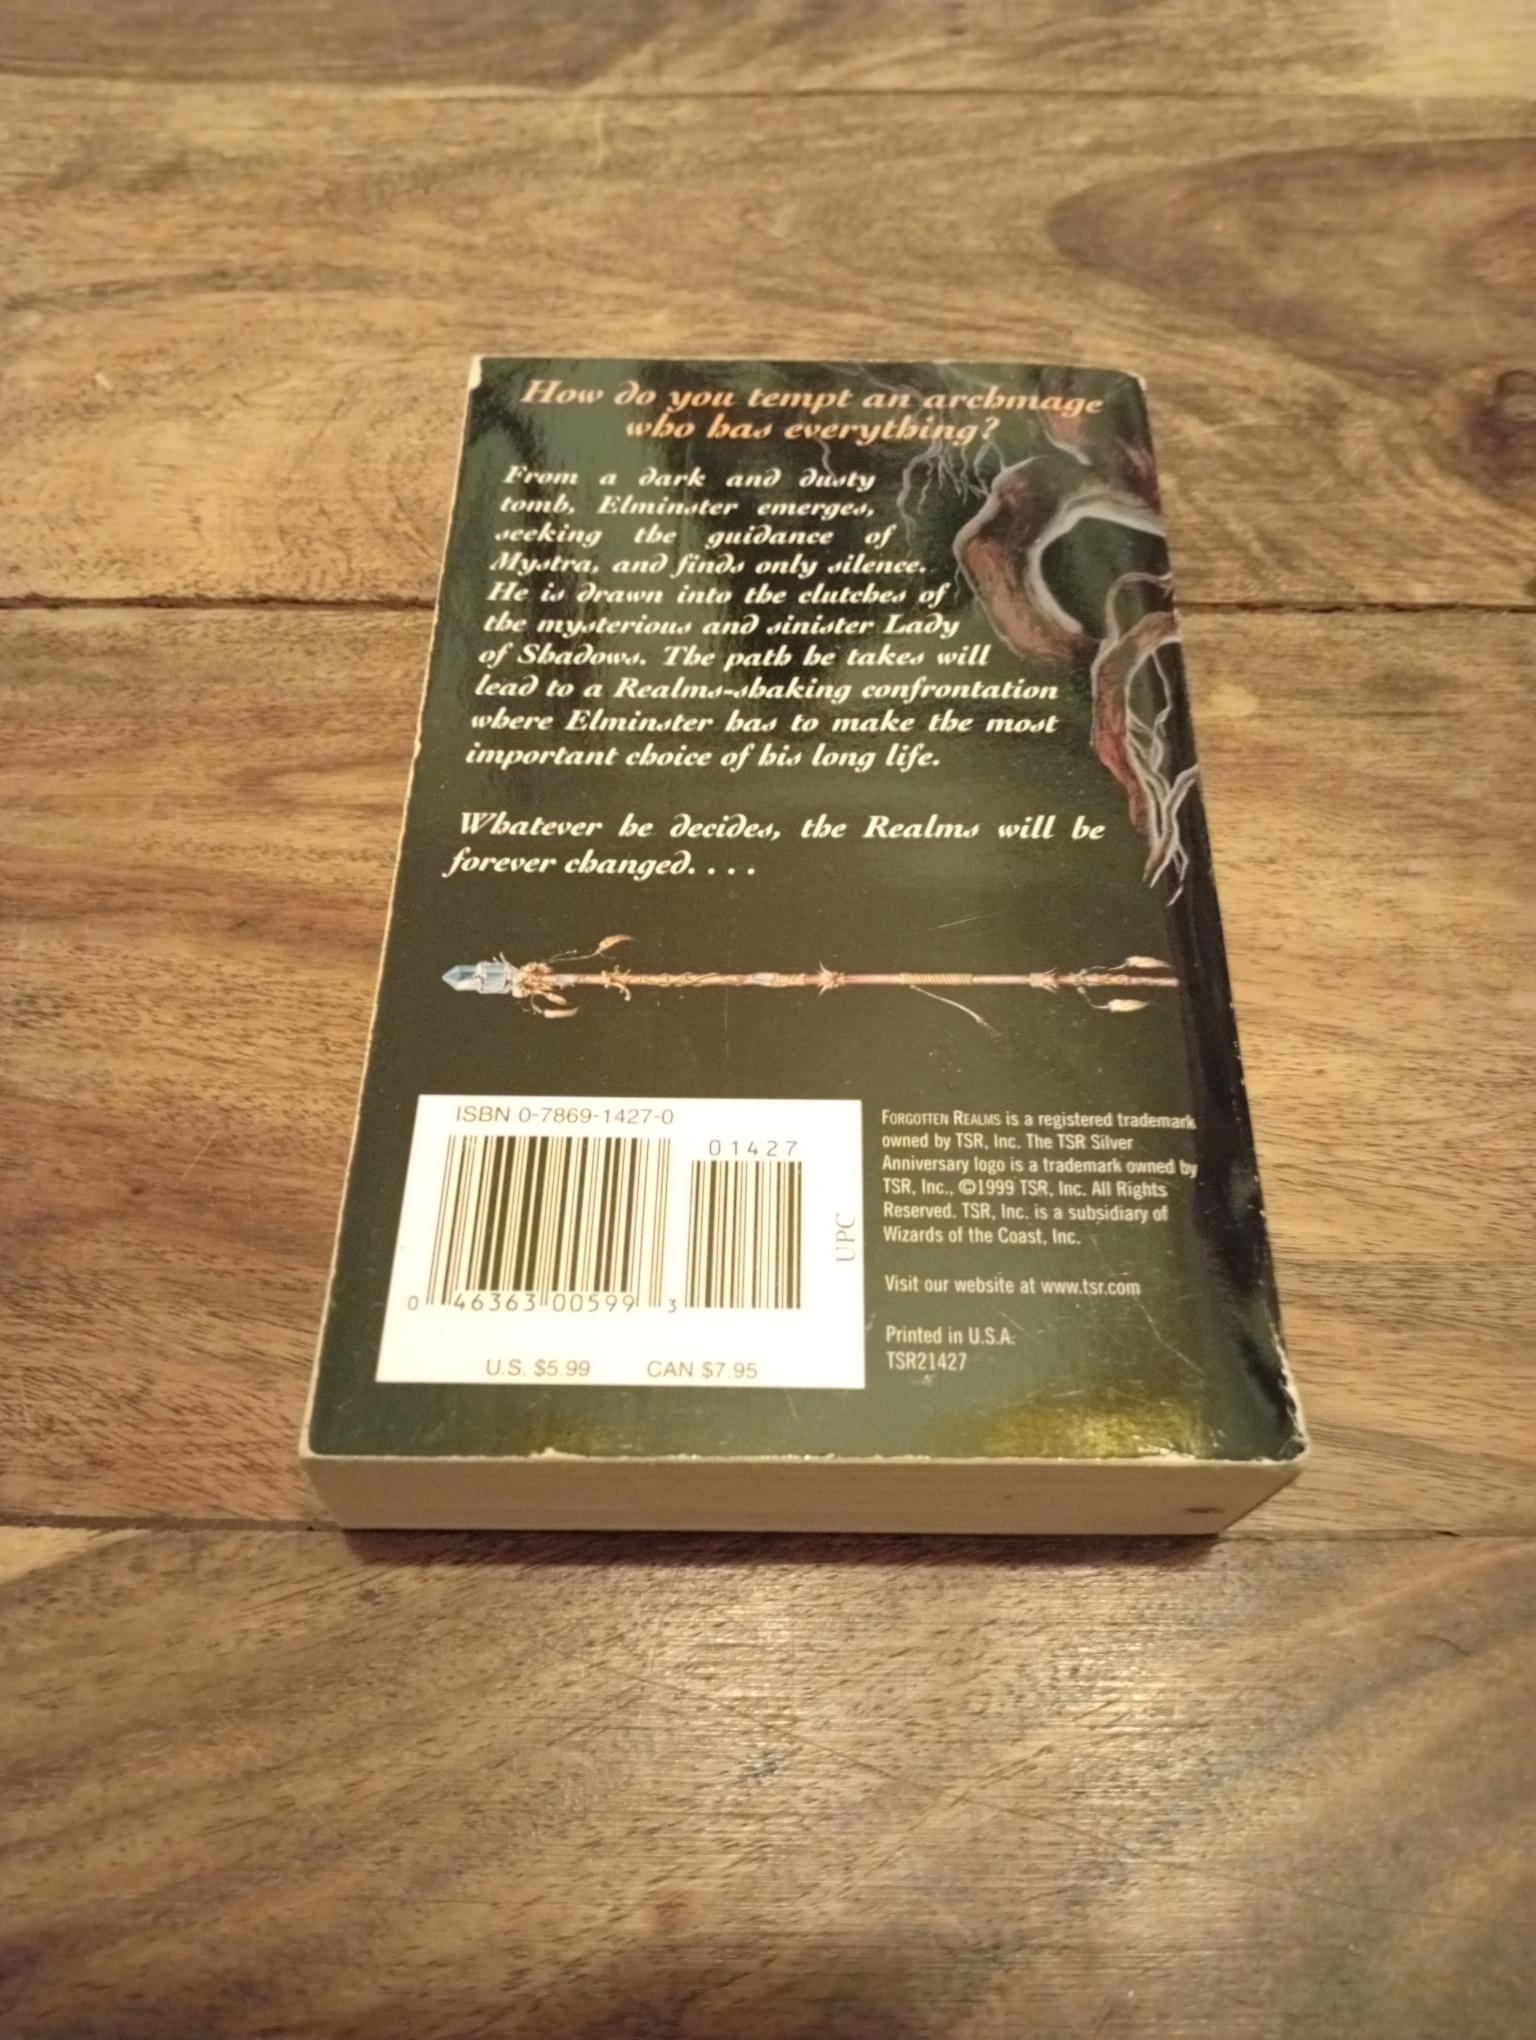 How do you tempt an archmage
who has everything?
From a dark and dusty
tomb, Elminster emerges,
seeking the guidance of
Mystra, and finds only silence.
He is drawn into the clutches of
the mysterious and sinister Lady
of Shadows. The path he takes will
lead to a Realms-shaking confrontation
where Elminster has to make the most
important choice of his long life.
Whatever he decides, the Realms will be
forever changed. . . .
ISBN 0-7869-1427-0
01427
0 46363 00599 3
UPC
U.S. $5.99 CAN $7.95
FORGOTTEN REALMS is a registered trademark
owned by TSR, Inc. The TSR Silver
Anniversary logo is a trademark owned by
TSR, Inc., ©1999 TSR, Inc. All Rights
Reserved. TSR, Inc. is a subsidiary of
Wizards of the Coast, Inc.
Visit our website at www.tsr.com
Printed in U.S.A.
TSR21427